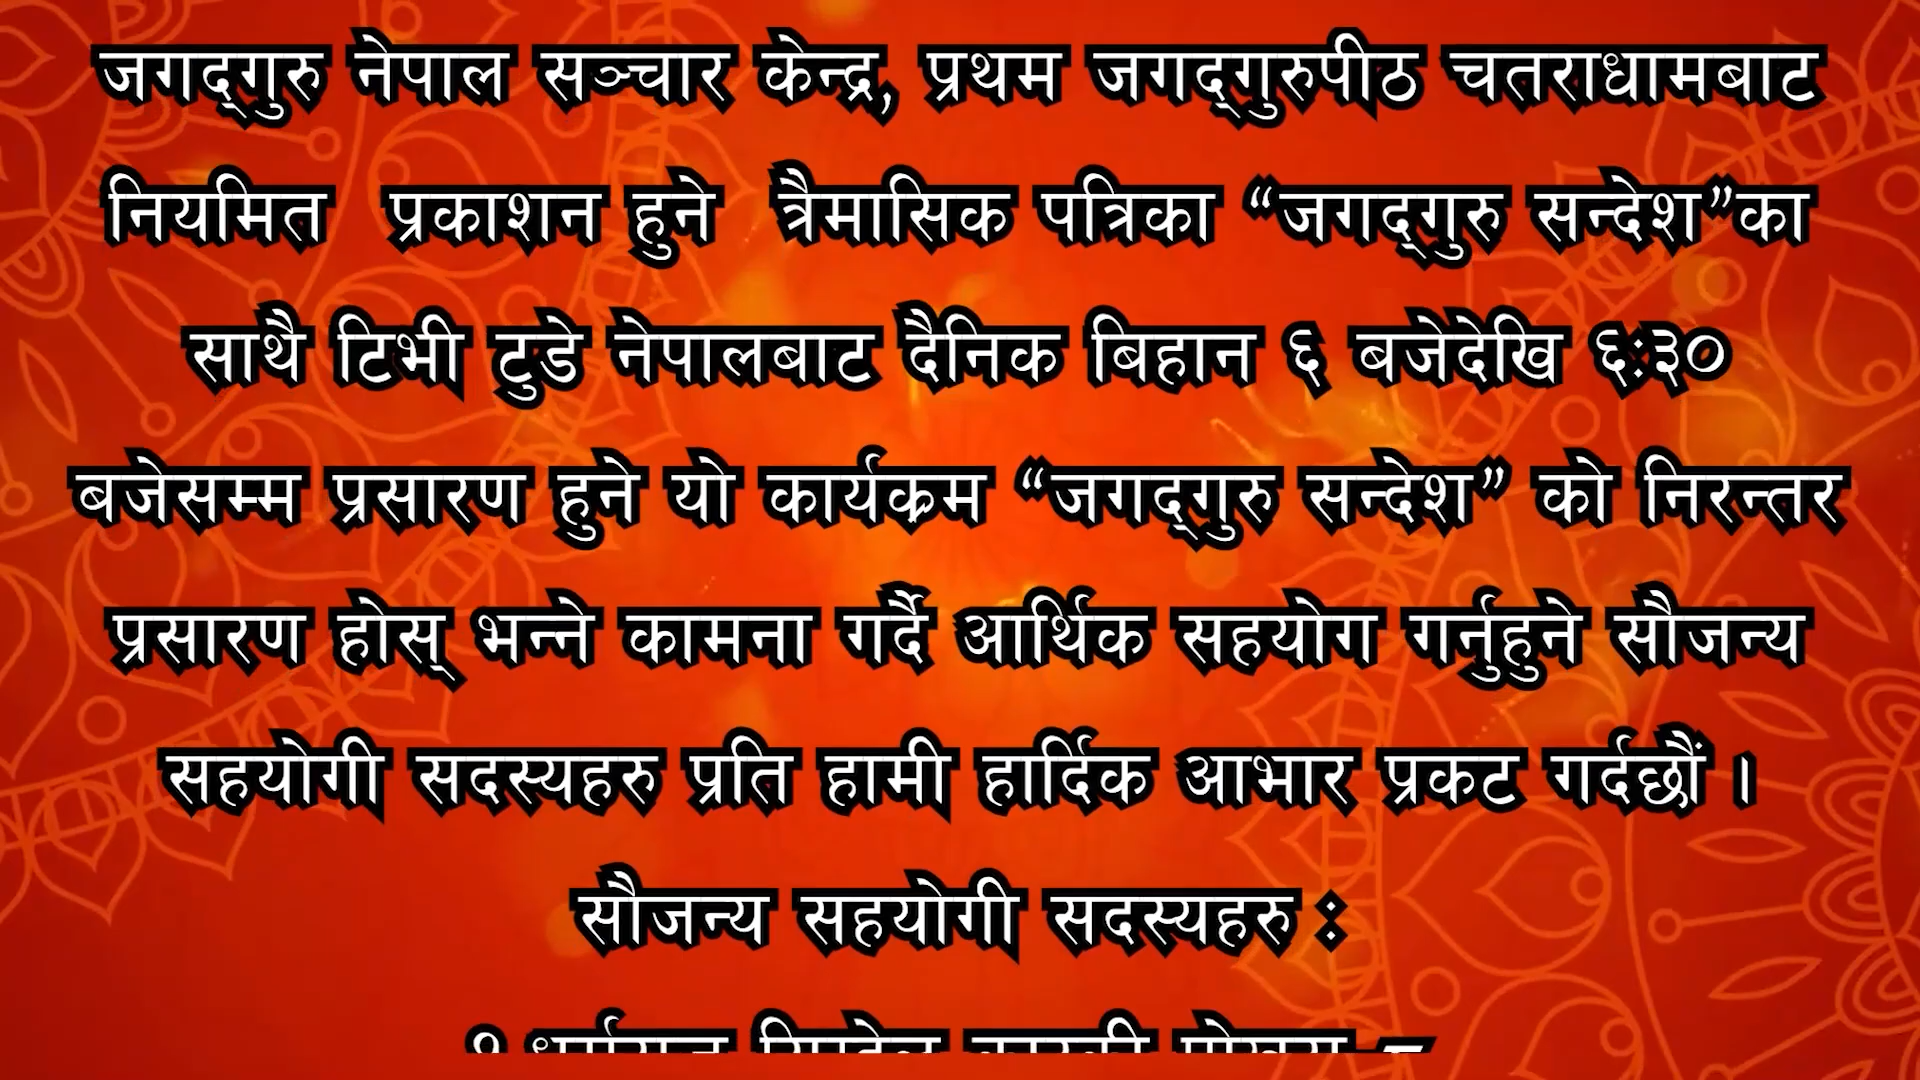 जगद्गुरु नेपाल सञ्चार केन्द्र, प्रथम जगद्गुरुपीठ चतराधामबाट
नियमित प्रकाशन हुने त्रैमासिक पत्रिका “जगद्गुरु सन्देश”का
साथै टिभी टुडे नेपालबाट दैनिक बिहान ६ बजेदेखि ६:३०
बजेसम्म प्रसारण हुने यो कार्यक्रम “जगद्गुरु सन्देश” को निरन्तर
प्रसारण होस् भन्ने कामना गर्दै आर्थिक सहयोग गर्नुहुने सौजन्य
सहयोगी सदस्यहरु प्रति हामी हार्दिक आभार प्रकट गर्दछौं ।
सौजन्य सहयोगी सदस्यहरु :